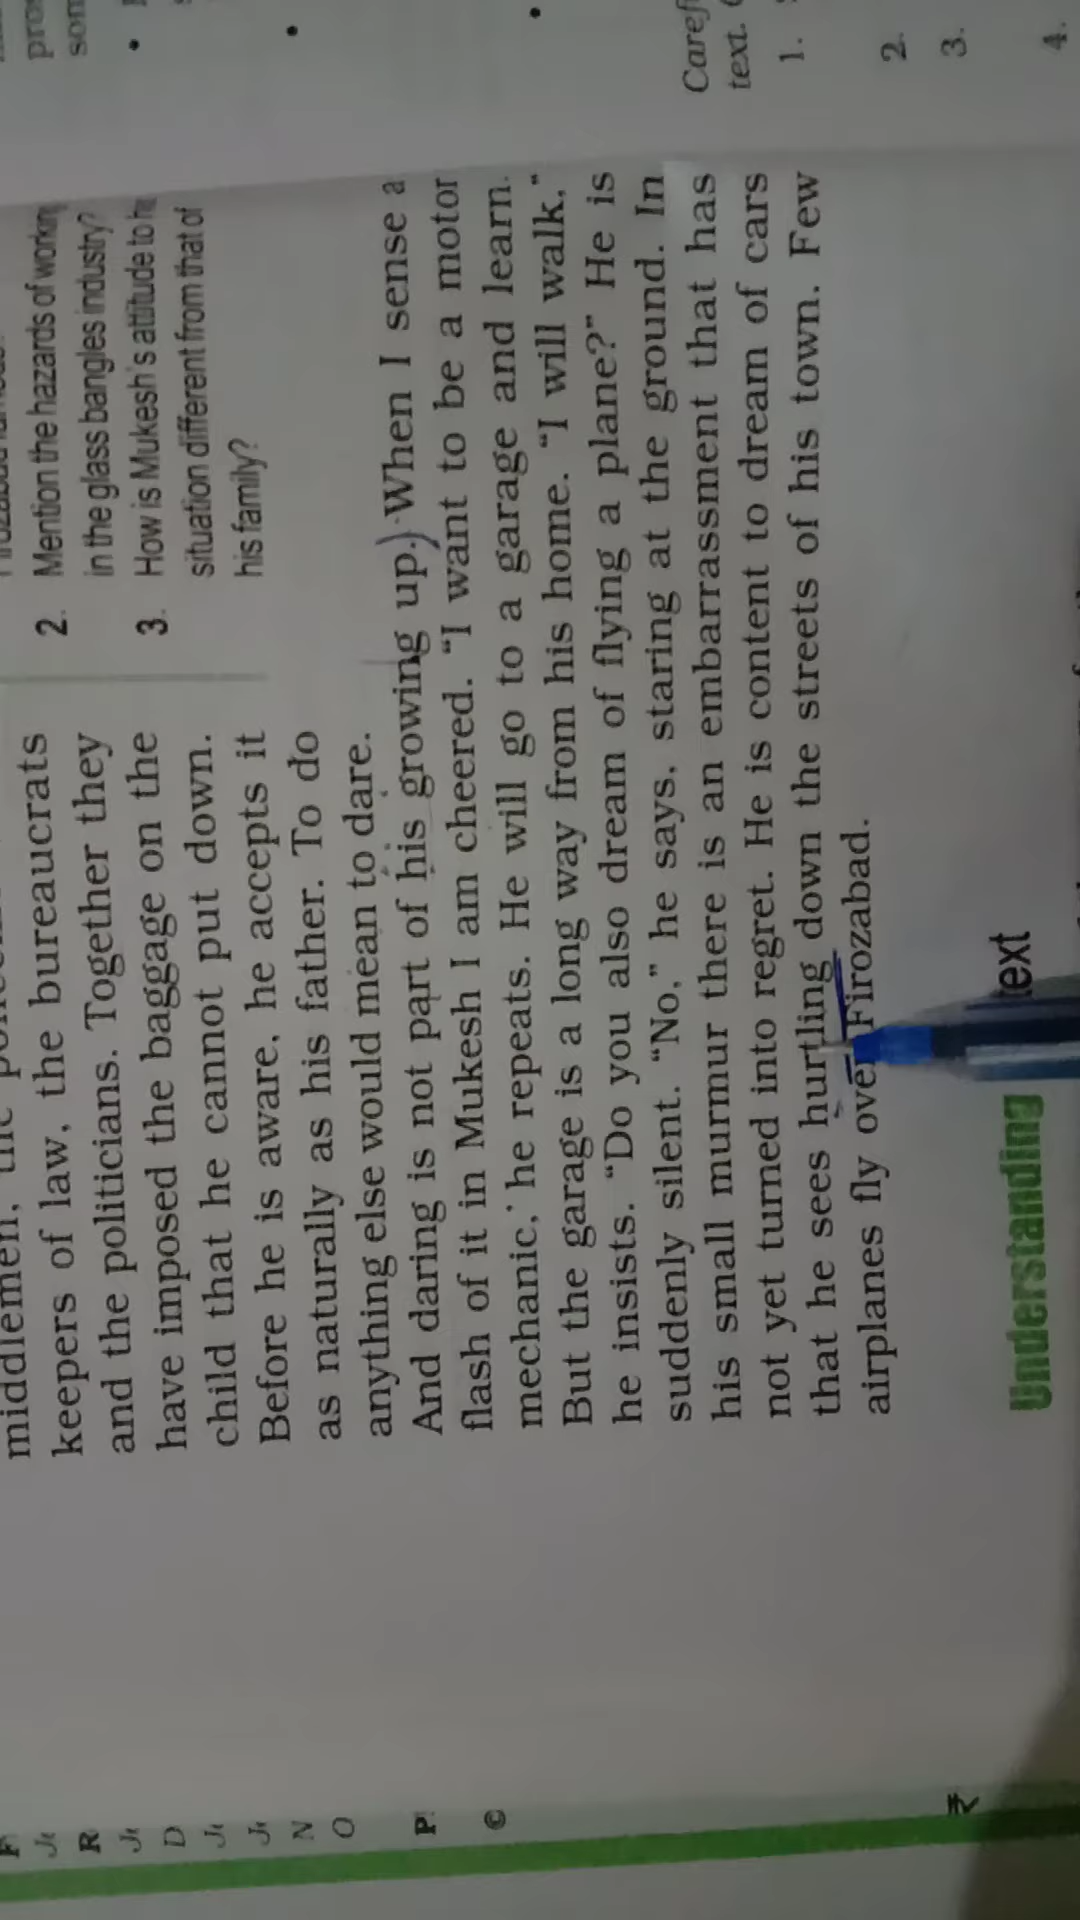 keepers of law, the bureaucrats
and the politicians. Together they
have imposed the baggage on the
child that he cannot put down.
Before he is aware, he accepts it
as naturally as his father. To do
anything else would mean to dare.
2. Mention the hazards of working
in the glass bangles industry?
3. How is Mukesh's attitude to
situation different from that of
his family?
And daring is not part of his growing up.) When I sense a
flash of it in Mukesh I am cheered. "I want to be a motor
mechanic,' he repeats. He will go to a garage and learn.
But the garage is a long way from his home. "I will walk,"
he insists. "Do you also dream of flying a plane?" He is
suddenly silent. "No," he says, staring at the ground. In
his small murmur there is an embarrassment that has
not yet turned into regret. He is content to dream of cars
that he sees hurtling down the streets of his town. Few
airplanes fly over Firozabad.
Understanding text
text.
1.
2.
3.
4.
R
D
N
O
P
©
₹